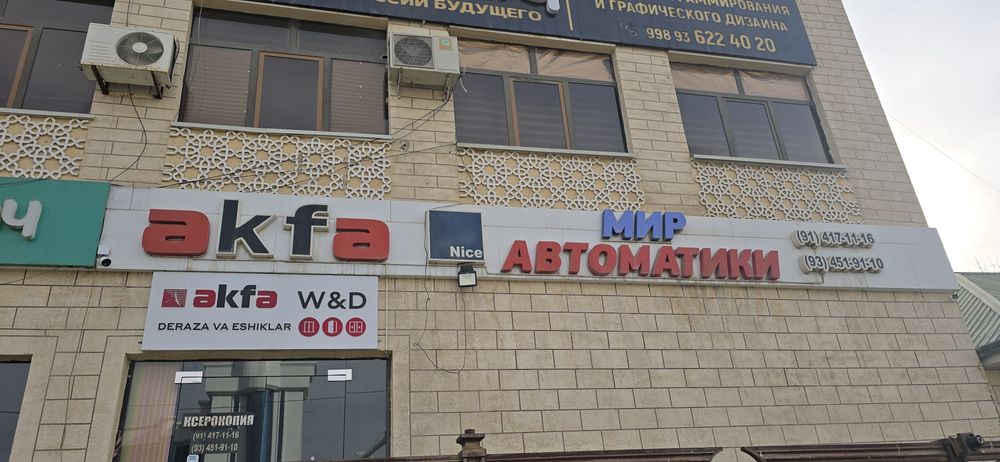 БУДУЩЕГО
И ГРАФИЧЕСКОГО ДИЗАЙНА
998 93 622 40 20
akfa
Nice
МИР
АВТОМАТИКИ
(91) 417-11-16
(93) 451-91-10
akfa W&D
DERAZA VA ESHIKLAR
КСЕРОКОПИЯ
(91) 417-11-16
(93) 451-91-10